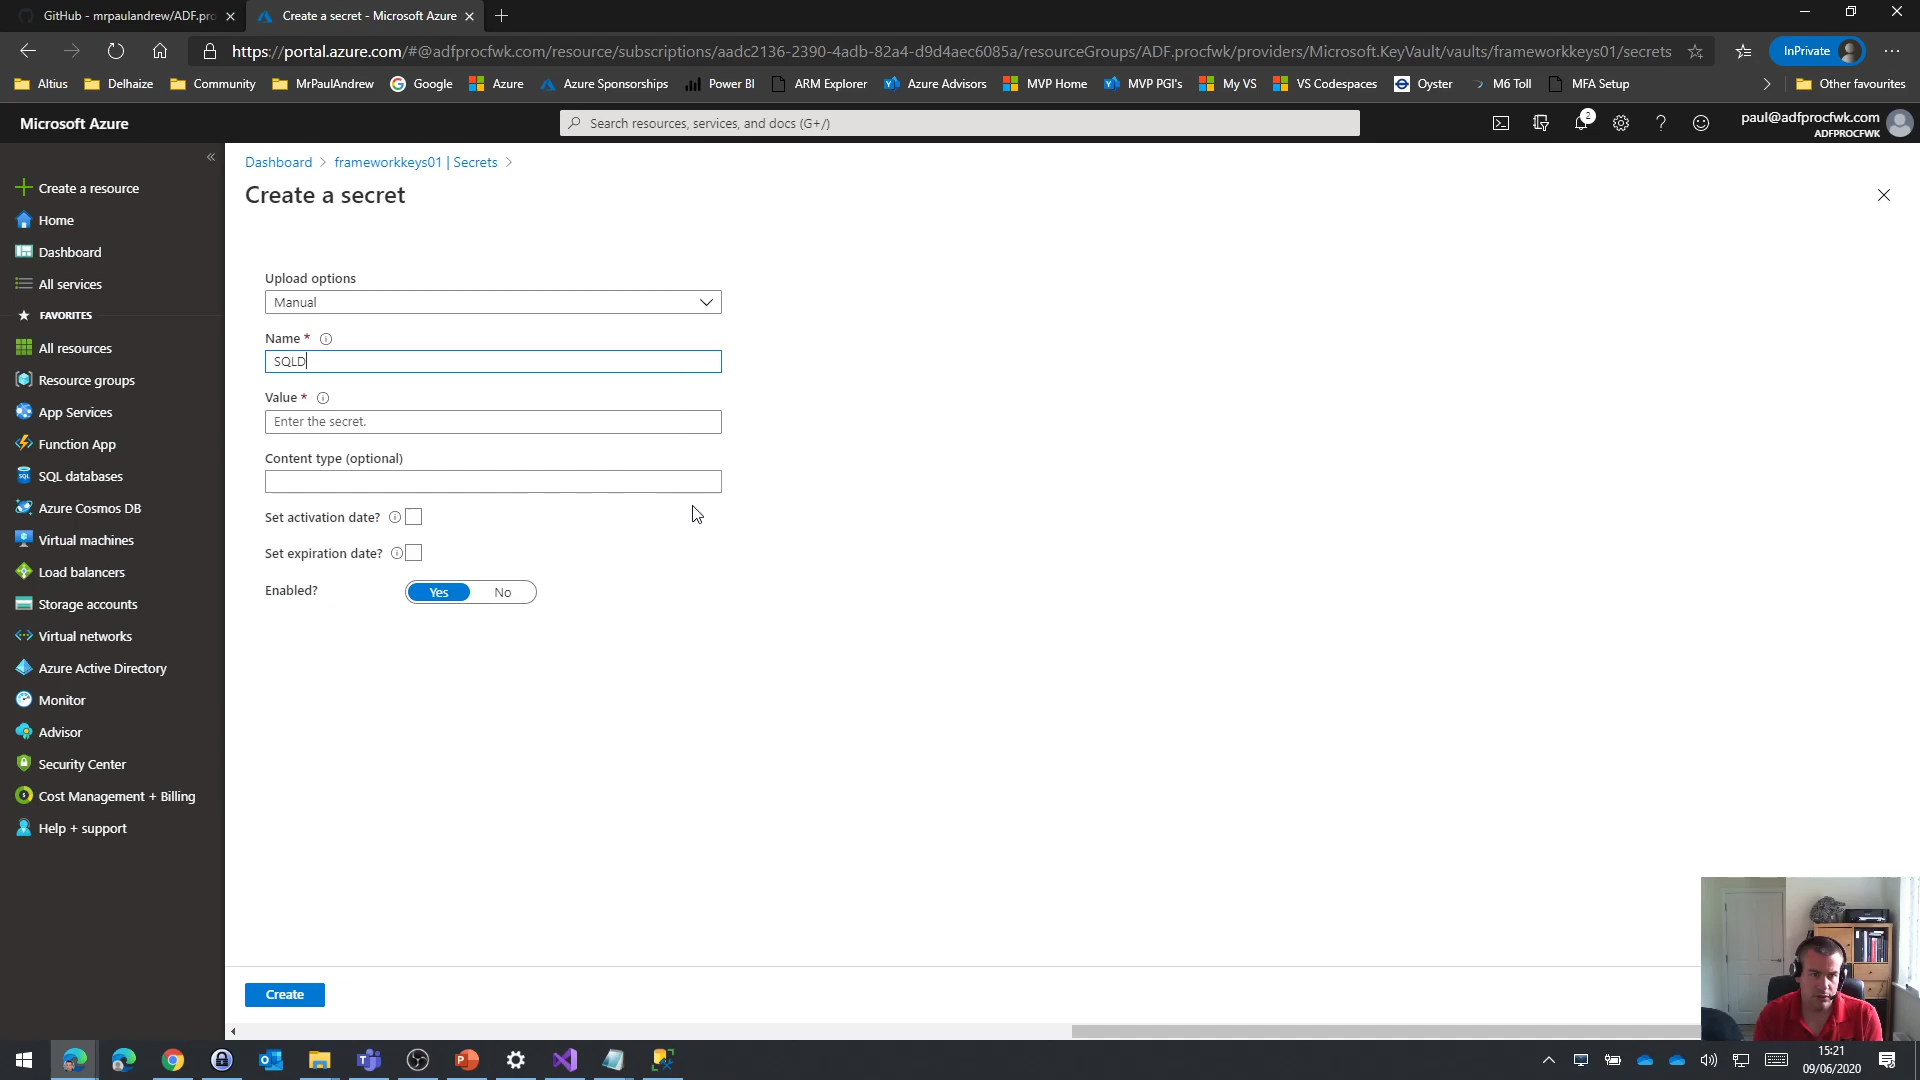 GitHub - mrpaulandrew/ADF.pro
Create a secret - Microsoft Azure
https://portal.azure.com/#@adfprocfwk.com/resource/subscriptions/aadc2136-2390-4adb-82a4-d9d4aec6085a/resourceGroups/ADF.procfwk/providers/Microsoft.KeyVault/vaults/frameworkkeys01/secrets
InPrivate
Altius
Delhaize
Community
MrPaulAndrew
Google
Azure
Azure Sponsorships
Power BI
ARM Explorer
Azure Advisors
MVP Home
MVP PGI's
My VS
VS Codespaces
Oyster
M6 Toll
MFA Setup
Other favourites
Microsoft Azure
Search resources, services, and docs (G+/)
2
paul@adfprocfwk.com
ADFPROCFWK
Create a resource
Home
Dashboard
All services
FAVORITES
All resources
Resource groups
App Services
Function App
SQL databases
Azure Cosmos DB
Virtual machines
Load balancers
Storage accounts
Virtual networks
Azure Active Directory
Monitor
Advisor
Security Center
Cost Management + Billing
Help + support
Dashboard > frameworkkeys01 | Secrets >
Create a secret
Upload options
Manual
Name *
SQLD
Value *
Enter the secret.
Content type (optional)
Set activation date?
Set expiration date?
Enabled?
Yes
No
Create
15:21
09/06/2020